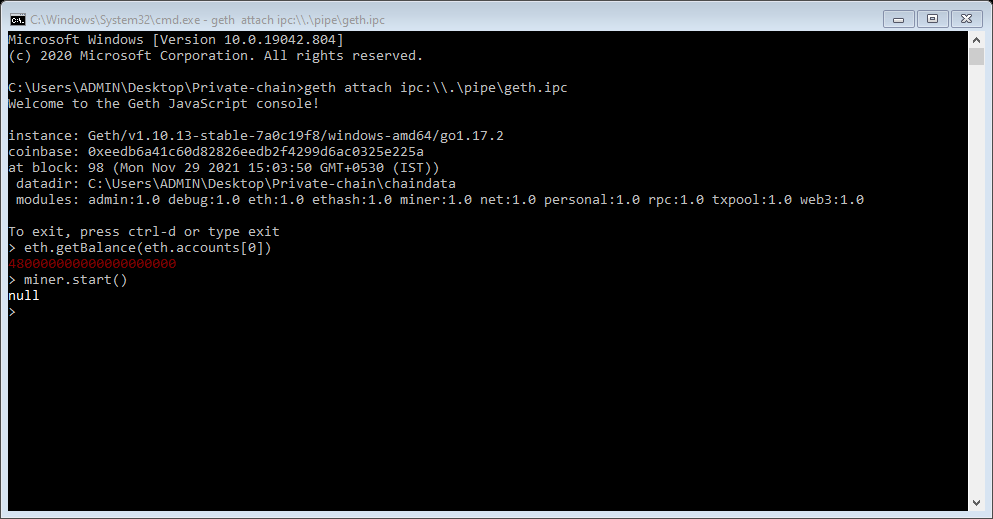 C:\Windows\System32\cmd.exe - geth  attach ipc:\\.\pipe\geth.ipc
Microsoft Windows [Version 10.0.19042.804]
(c) 2020 Microsoft Corporation. All rights reserved.
C:\Users\ADMIN\Desktop\Private-chain>geth attach ipc:\\.\pipe\geth.ipc
Welcome to the Geth JavaScript console!
instance: Geth/v1.10.13-stable-7a0c19f8/windows-amd64/go1.17.2
coinbase: 0xeedb6a41c60d82826eedb2f4299d6ac0325e225a
at block: 98 (Mon Nov 29 2021 15:03:50 GMT+0530 (IST))
 datadir: C:\Users\ADMIN\Desktop\Private-chain\chaindata
 modules: admin:1.0 debug:1.0 eth:1.0 ethash:1.0 miner:1.0 net:1.0 personal:1.0 rpc:1.0 txpool:1.0 web3:1.0
To exit, press ctrl-d or type exit
> eth.getBalance(eth.accounts[0])
480000000000000000000
> miner.start()
null
>